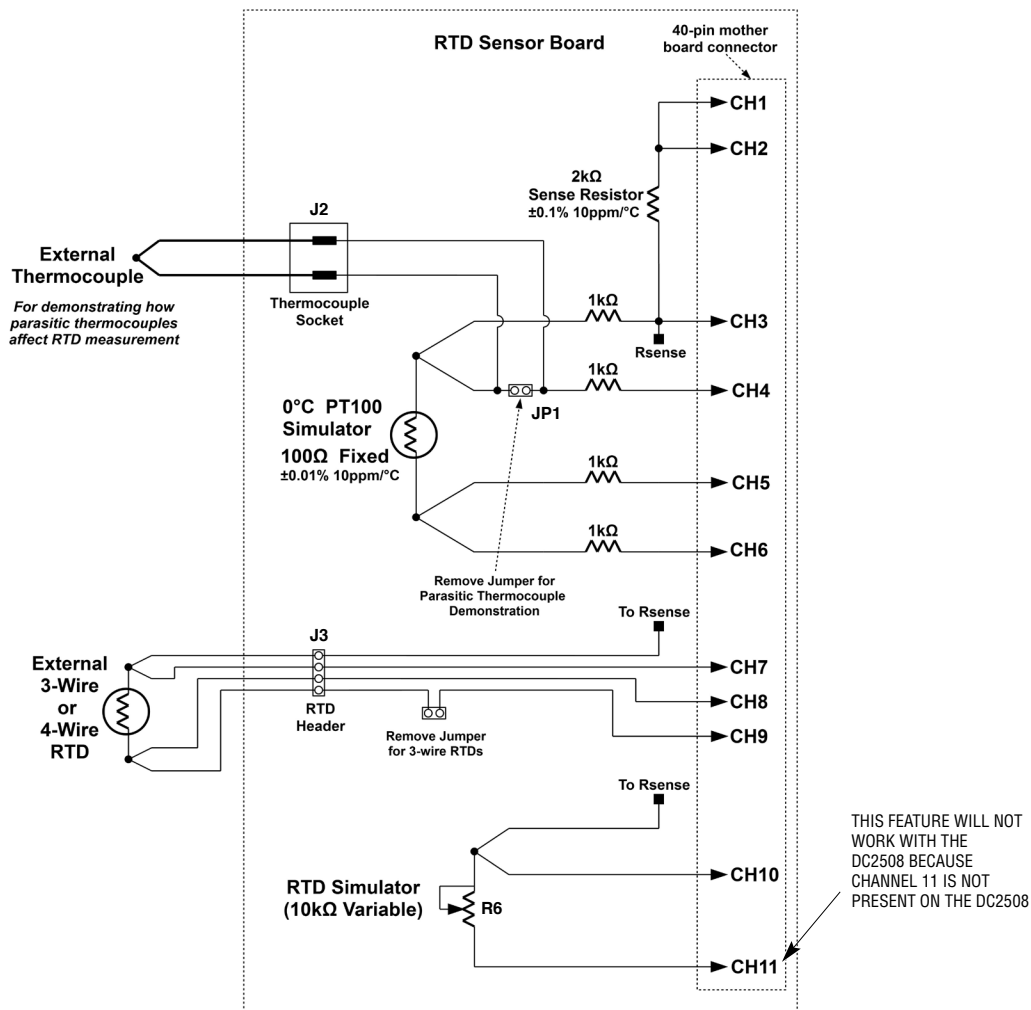 RTD Sensor Board
40-pin mother
board connector
CH1
CH2
2kΩ
Sense Resistor
±0.1% 10ppm/°C
J2
External
Thermocouple
For demonstrating how
parasitic thermocouples
affect RTD measurement
Thermocouple
Socket
1kΩ
CH3
Rsense
1kΩ
CH4
JP1
0°C PT100
Simulator
100Ω Fixed
±0.01% 10ppm/°C
1kΩ
CH5
1kΩ
CH6
Remove Jumper for
Parasitic Thermocouple
Demonstration
To Rsense
J3
External
3-Wire
or
4-Wire
RTD
CH7
CH8
CH9
RTD
Header
Remove Jumper
for 3-wire RTDs
To Rsense
CH10
RTD Simulator
(10kΩ Variable)
R6
CH11
THIS FEATURE WILL NOT
WORK WITH THE
DC2508 BECAUSE
CHANNEL 11 IS NOT
PRESENT ON THE DC2508